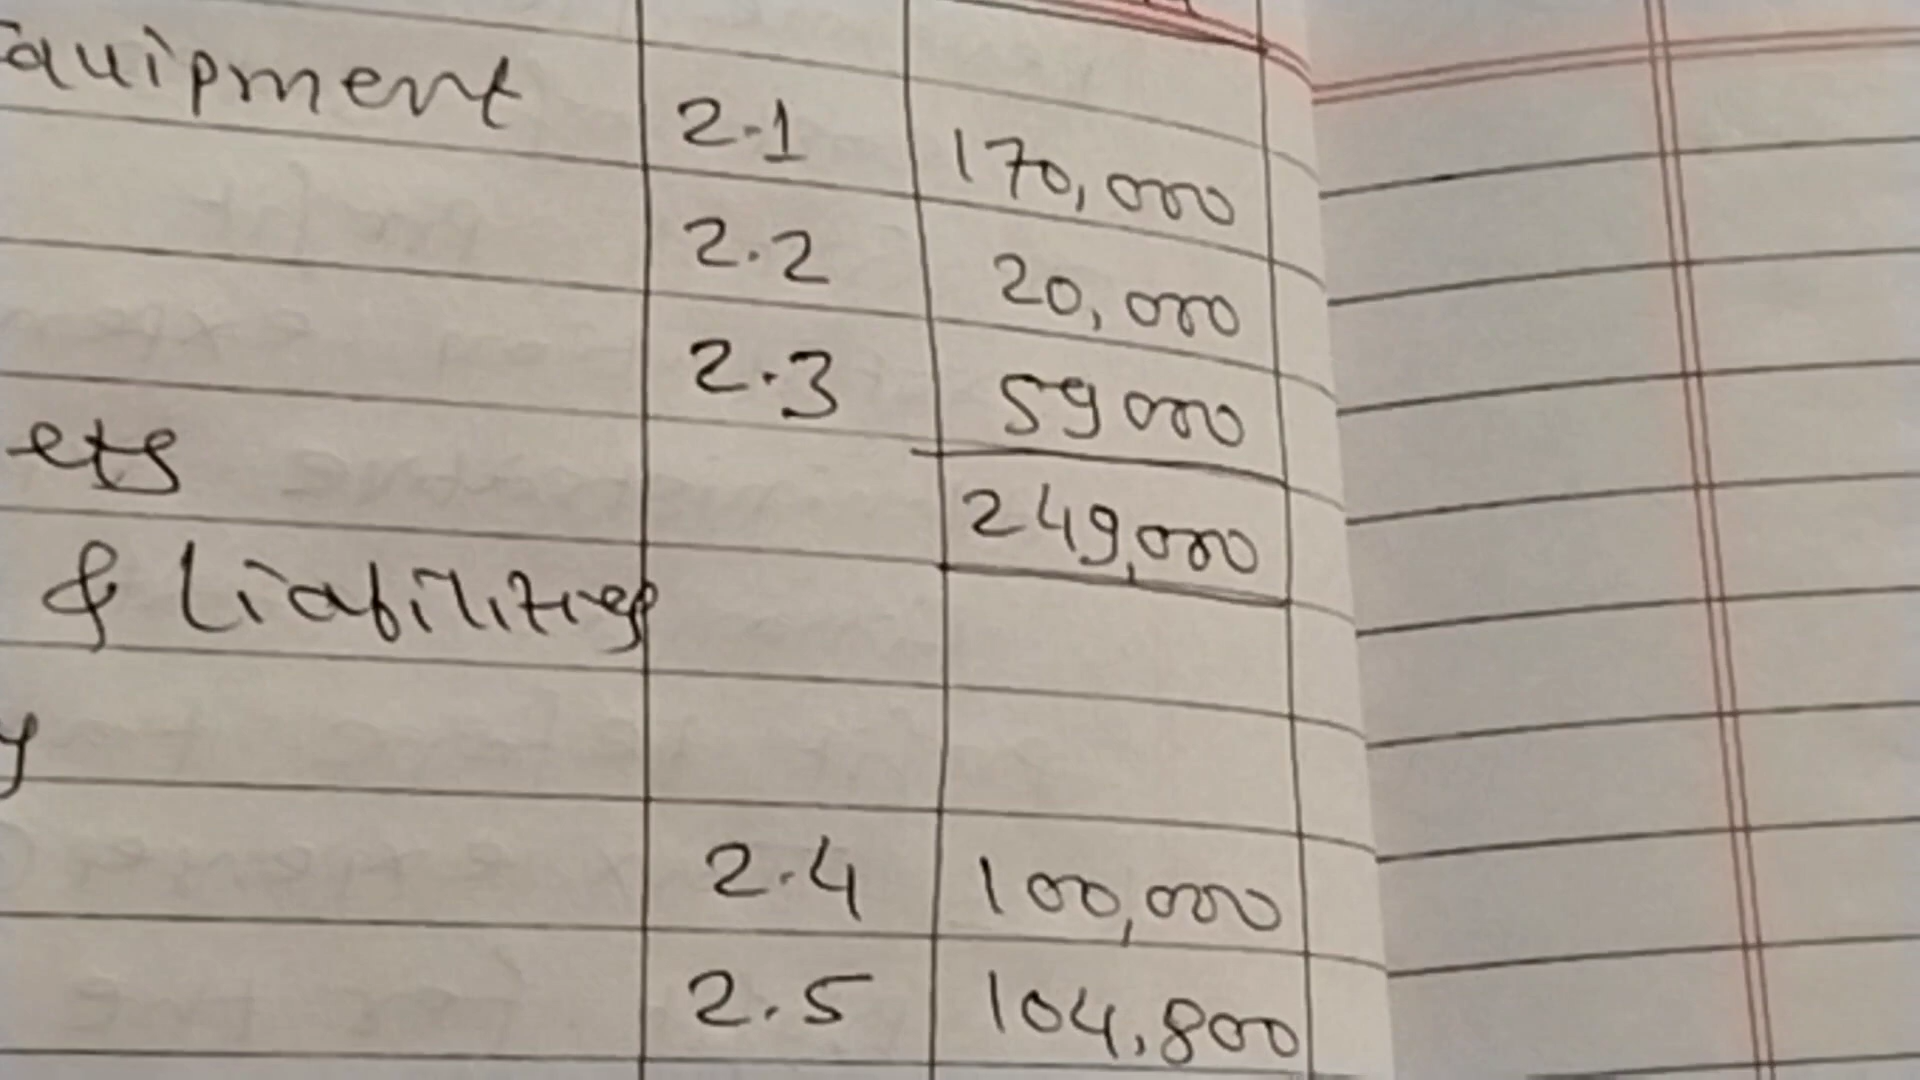 Equipment 2.1 170,000
2.2 20,000
2.3 59000
ets
249,000
& Liabilities
y
2.4 100,000
2.5 104,800